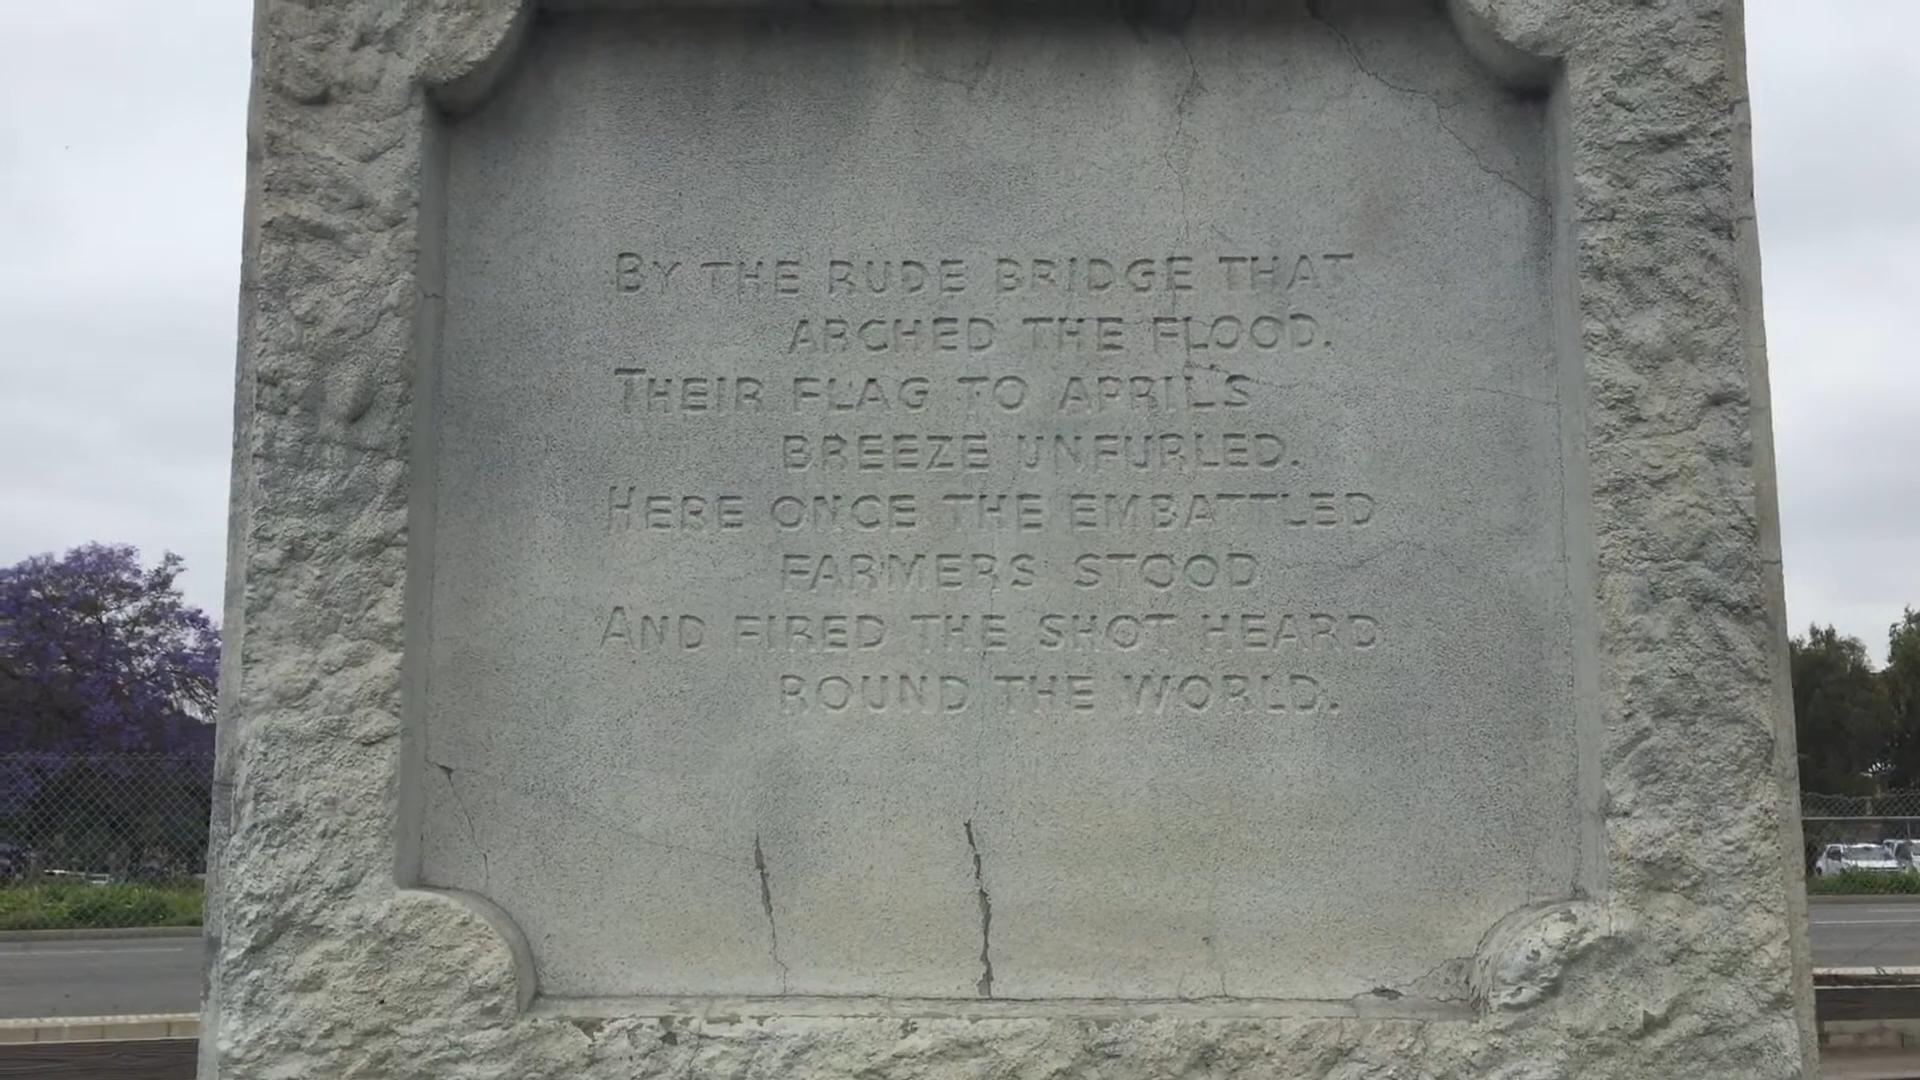 BY THE RUDE BRIDGE THAT
ARCHED THE FLOOD.
THEIR FLAG TO APRILS
BREEZE UNFURLED.
HERE ONCE THE EMBATTLED
FARMERS STOOD
AND FIRED THE SHOT HEARD
ROUND THE WORLD.